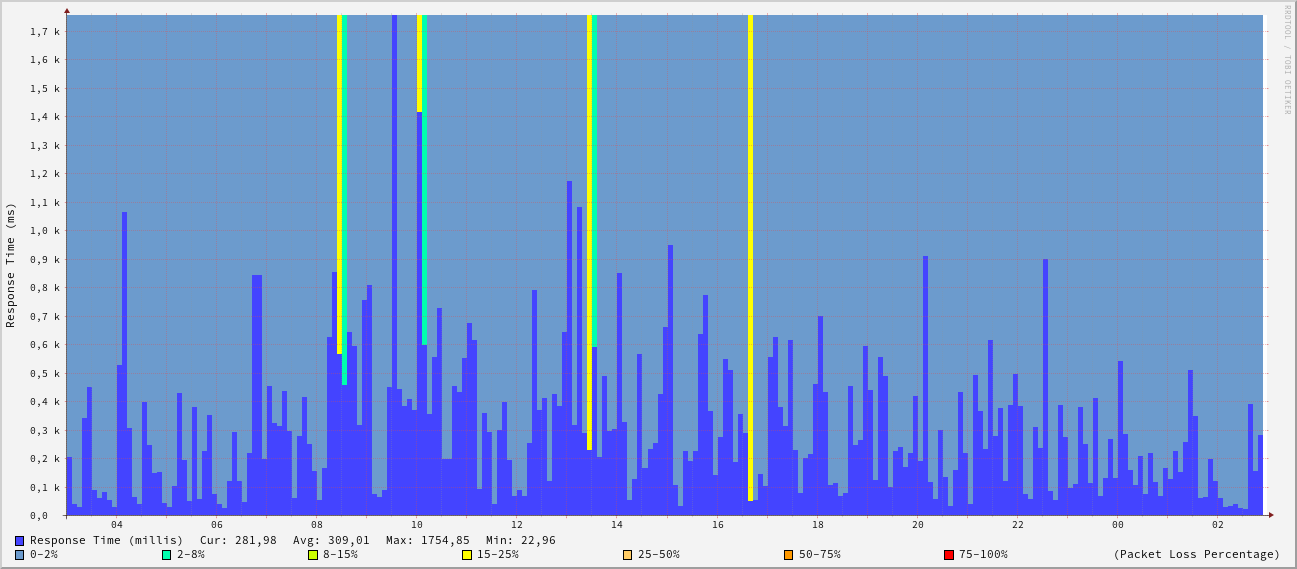 RRDTOOL / TOBI OETIKER
Response Time (ms)
1,7 k
1,6 k
1,5 k
1,4 k
1,3 k
1,2 k
1,1 k
1,0 k
0,9 k
0,8 k
0,7 k
0,6 k
0,5 k
0,4 k
0,3 k
0,2 k
0,1 k
0,0
04 06 08 10 12 14 16 18 20 22 00 02
Response Time (millis) Cur: 281,98 Avg: 309,01 Max: 1754,85 Min: 22,96
0-2% 2-8% 8-15% 15-25% 25-50% 50-75% 75-100% (Packet Loss Percentage)